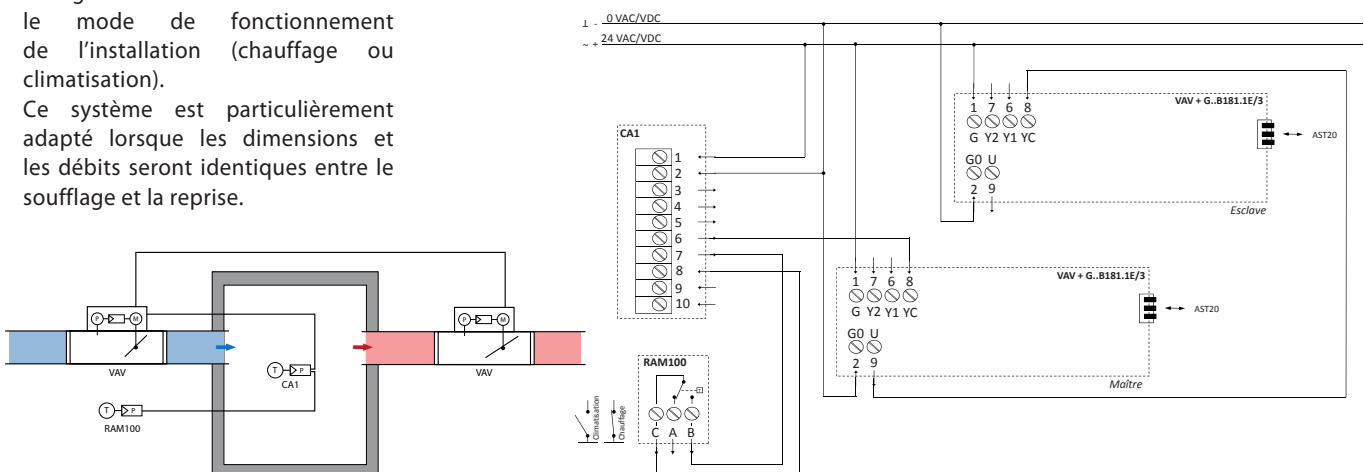 le mode de fonctionnement
de l'installation (chauffage ou
climatisation).
Ce système est particulièrement
adapté lorsque les dimensions et
les débits seront identiques entre le
soufflage et la reprise.
P
M
VAV
T
P
CA1
T
P
RAM100
P
M
VAV
⊥ - 0 VAC/VDC
~ + 24 VAC/VDC
CA1
1
2
3
4
5
6
7
8
9
10
VAV + G..B181.1E/3
1 7 6 8
G Y2 Y1 YC
AST20
G0 U
2 9
Esclave
VAV + G..B181.1E/3
1 7 6 8
G Y2 Y1 YC
AST20
G0 U
2 9
Maître
RAM100
C A B
Climatisation
Chauffage